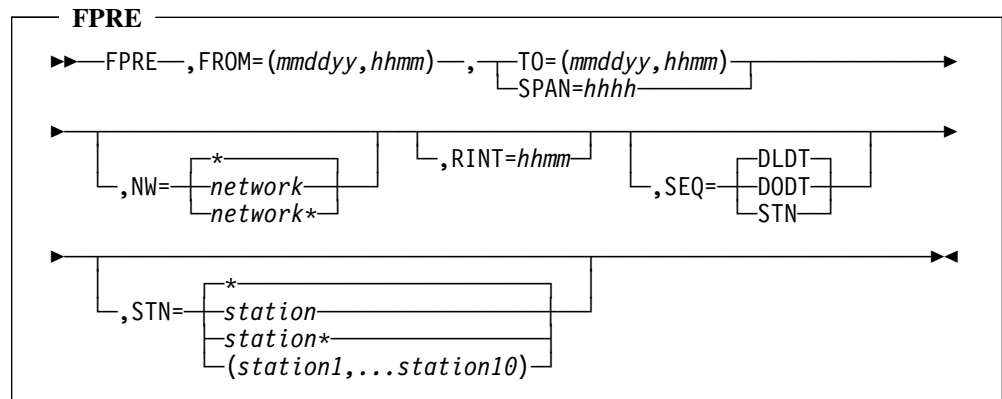 FPRE
FPRE ,FROM=(mmddyy,hhmm) , TO=(mmddyy,hhmm)
SPAN=hhhh
,NW= * ,RINT=hhmm ,SEQ= DLDT
network DODT
network* STN
,STN= *
station
station*
(station1,...station10)